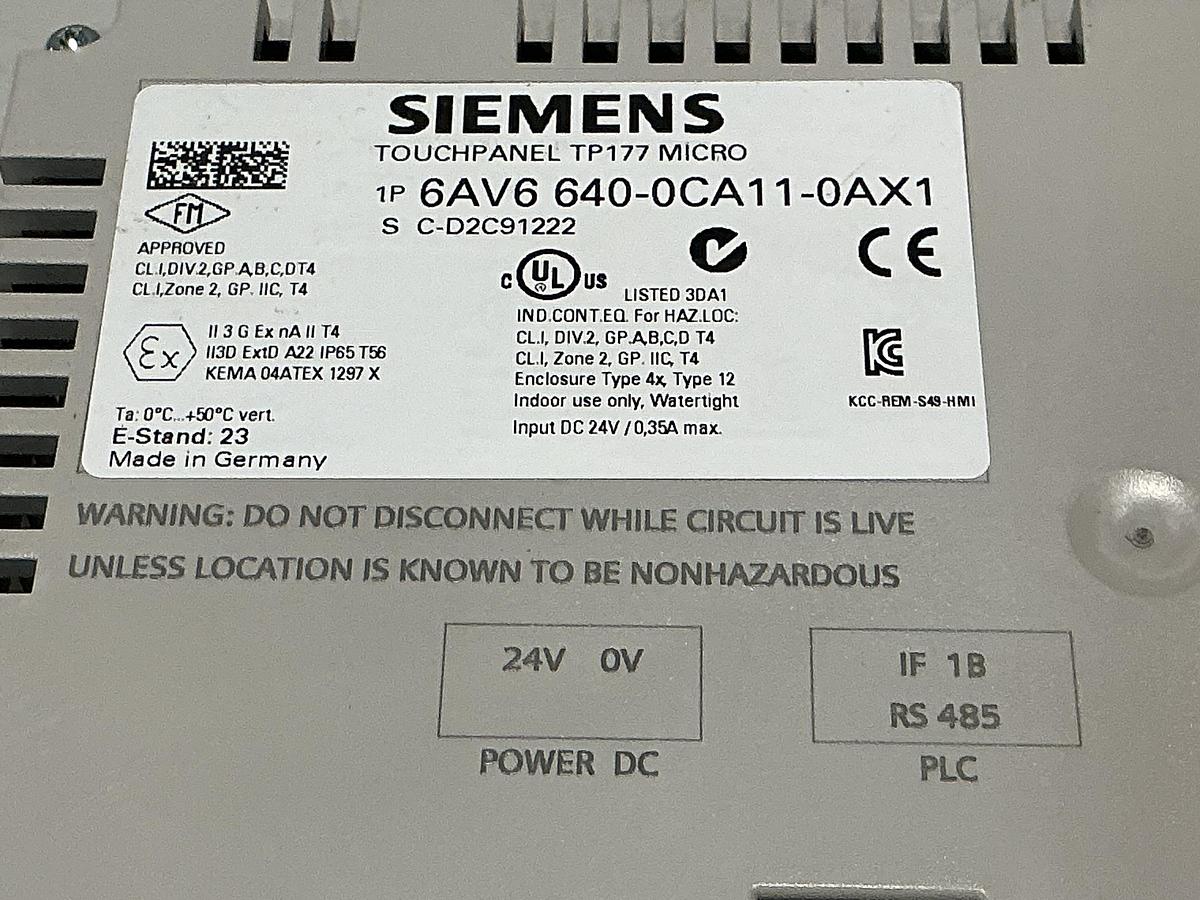 SIEMENS
TOUCHPANEL TP177 MICRO
1P 6AV6 640-0CA11-0AX1
S C-D2C91222
FM
APPROVED
CL.I,DIV.2,GP.A,B,C,DT4
CL.I,Zone 2, GP. IIC, T4
C UL US LISTED 3DA1
CE
IND.CONT.EQ. For HAZ.LOC:
CL.I, DIV.2, GP.A,B,C,D T4
CL.I, Zone 2, GP. IIC, T4
Enclosure Type 4x, Type 12
Indoor use only, Watertight
Input DC 24V / 0,35A max.
Ex
II 3 G Ex nA II T4
II3D ExtD A22 IP65 T56
KEMA 04ATEX 1297 X
KC
KCC-REM-S49-HMI
Ta: 0°C...+50°C vert.
E-Stand: 23
Made in Germany
WARNING: DO NOT DISCONNECT WHILE CIRCUIT IS LIVE
UNLESS LOCATION IS KNOWN TO BE NONHAZARDOUS
24V 0V
POWER DC
IF 1B
RS 485
PLC